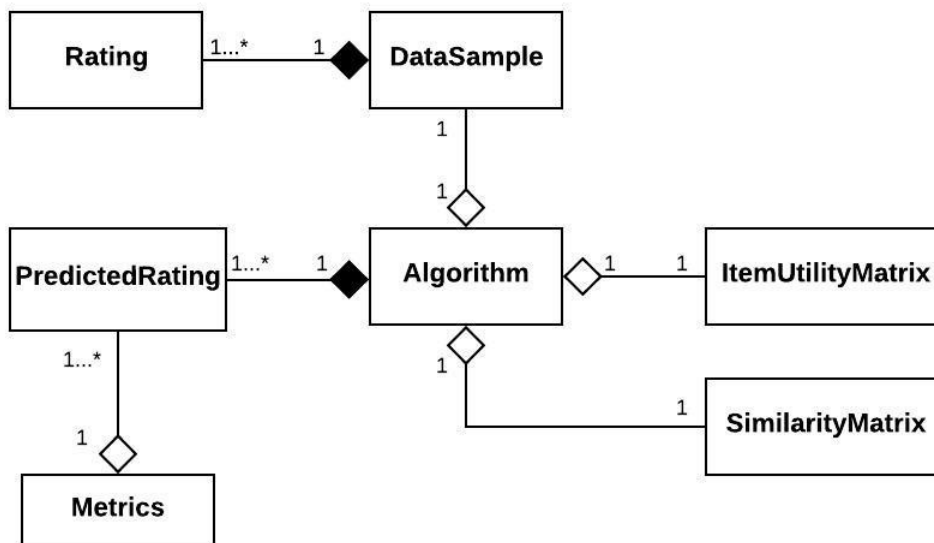 Rating
1...*
1
DataSample
1
1
PredictedRating
1...*
1
Algorithm
1
1
ItemUtilityMatrix
1...*
1
1
SimilarityMatrix
1
Metrics